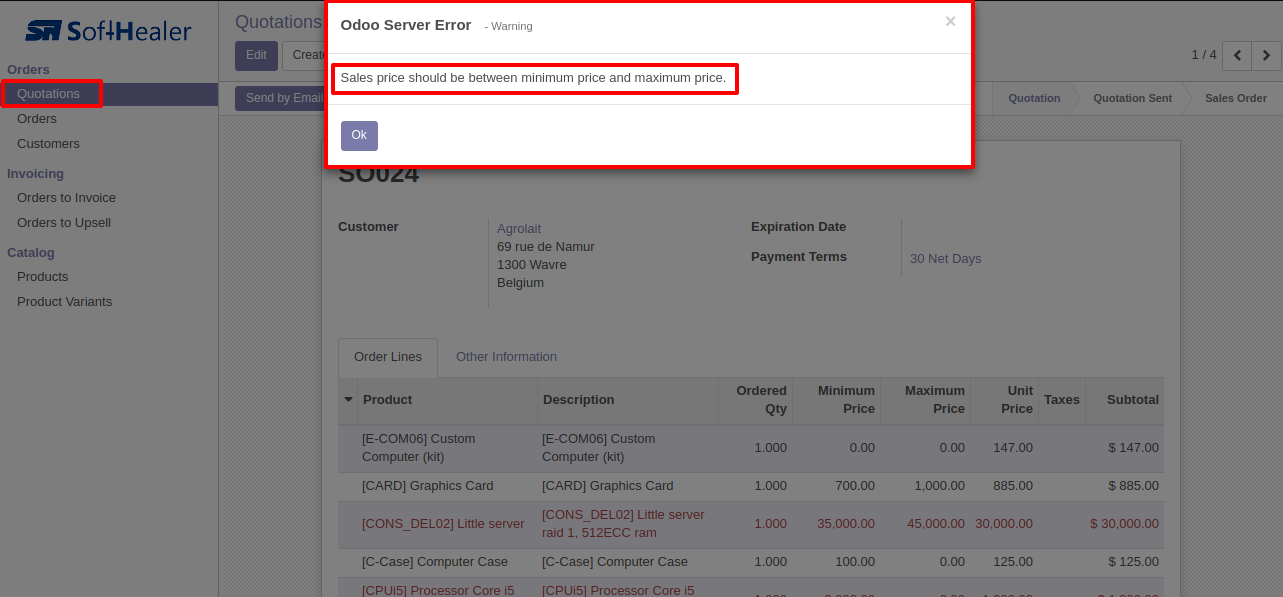 SH Soft-Healer
Orders
Quotations
Orders
Customers
Invoicing
Orders to Invoice
Orders to Upsell
Catalog
Products
Product Variants
Quotations
Edit
Create
Send by Email
1 / 4
Quotation Quotation Sent Sales Order
Odoo Server Error - Warning ×
Sales price should be between minimum price and maximum price.
Ok
SO024
Customer
Agrolait
69 rue de Namur
1300 Wavre
Belgium
Expiration Date
Payment Terms 30 Net Days
Order Lines Other Information
Product Description Ordered Qty Minimum Price Maximum Price Unit Price Taxes Subtotal
[E-COM06] Custom Computer (kit) [E-COM06] Custom Computer (kit) 1.000 0.00 0.00 147.00 $ 147.00
[CARD] Graphics Card [CARD] Graphics Card 1.000 700.00 1,000.00 885.00 $ 885.00
[CONS_DEL02] Little server [CONS_DEL02] Little server raid 1, 512ECC ram 1.000 35,000.00 45,000.00 30,000.00 $ 30,000.00
[C-Case] Computer Case [C-Case] Computer Case 1.000 100.00 0.00 125.00 $ 125.00
[CPUi5] Processor Core i5 [CPUi5] Processor Core i5